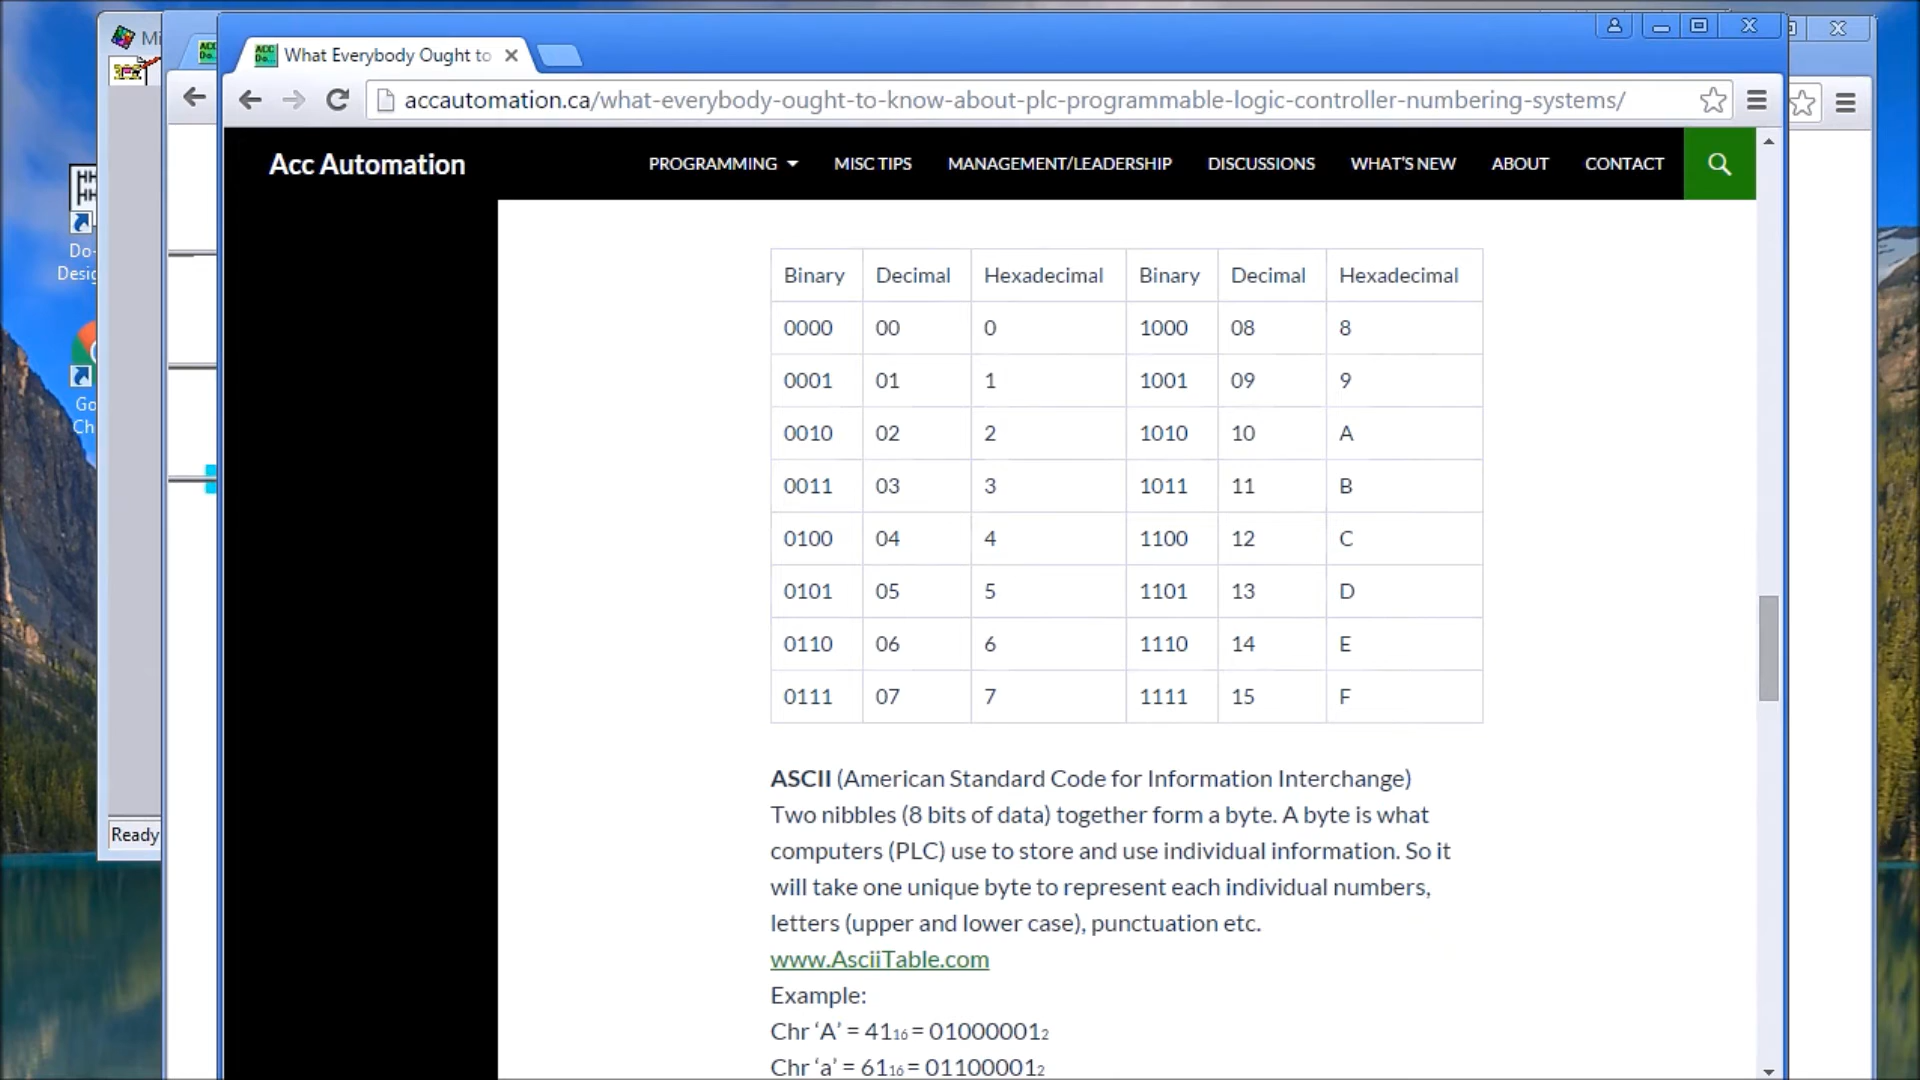 Mi
What Everybody Ought to
accautomation.ca/what-everybody-ought-to-know-about-plc-programmable-logic-controller-numbering-systems/
Acc Automation
PROGRAMMING MISC TIPS MANAGEMENT/LEADERSHIP DISCUSSIONS WHAT'S NEW ABOUT CONTACT
Do-
Desig
Go
Ch
Binary Decimal Hexadecimal Binary Decimal Hexadecimal
0000 00 0 1000 08 8
0001 01 1 1001 09 9
0010 02 2 1010 10 A
0011 03 3 1011 11 B
0100 04 4 1100 12 C
0101 05 5 1101 13 D
0110 06 6 1110 14 E
0111 07 7 1111 15 F
Ready
ASCII (American Standard Code for Information Interchange)
Two nibbles (8 bits of data) together form a byte. A byte is what
computers (PLC) use to store and use individual information. So it
will take one unique byte to represent each individual numbers,
letters (upper and lower case), punctuation etc.
www.AsciiTable.com
Example:
Chr ‘A’ = 41₁₆ = 01000001₂
Chr ‘a’ = 61₁₆ = 01100001₂